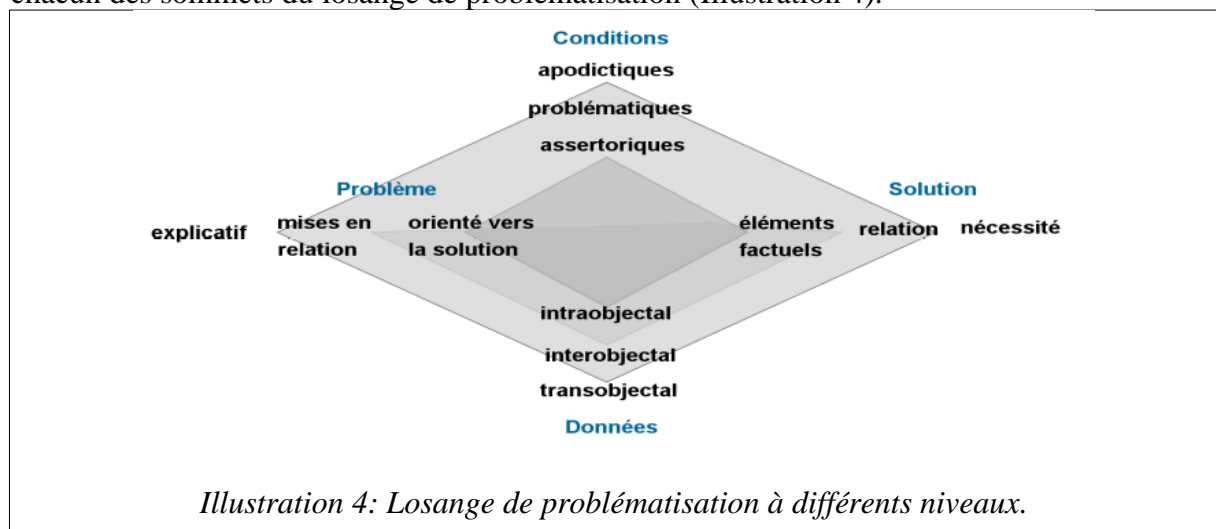 chacun des sommets du losange de problématisation (Illustration 4).
Conditions
apodictiques
problématiques
assertoriques
Problème
Solution
explicatif
mises en
relation
orienté vers
la solution
éléments
factuels
relation
nécessité
intraobjectal
interobjectal
transobjectal
Données
Illustration 4: Losange de problématisation à différents niveaux.